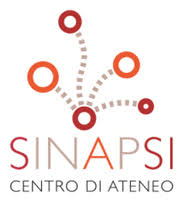 SINAPSI
CENTRO DI ATENEO